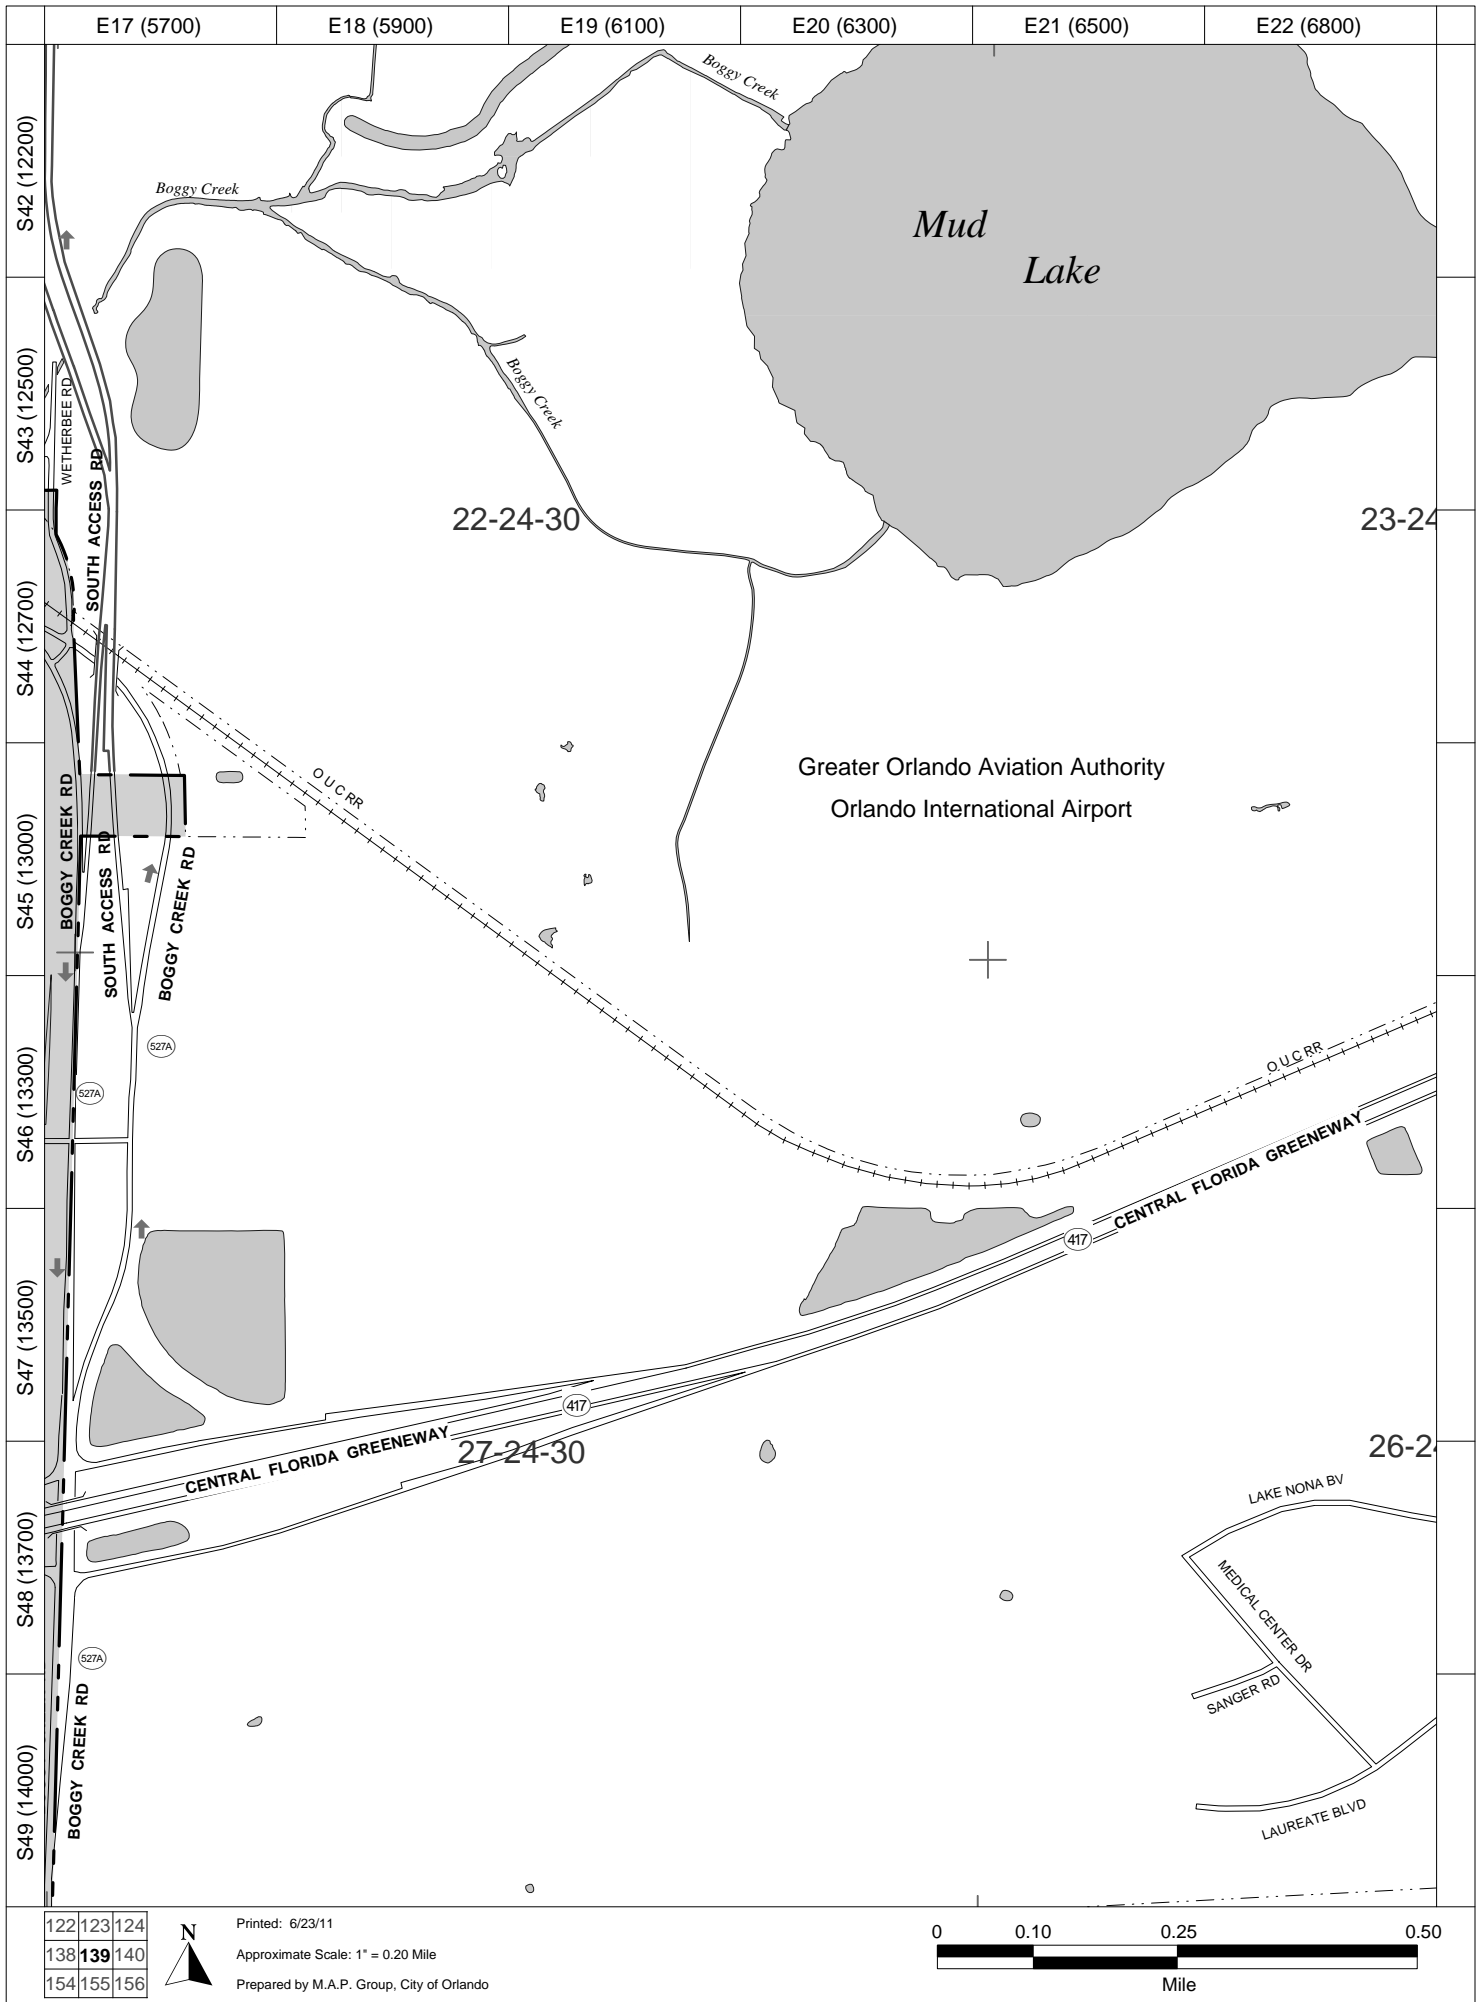 E17 (5700)
E18 (5900)
E19 (6100)
E20 (6300)
E21 (6500)
E22 (6800)
S42 (12200)
S43 (12500)
S44 (12700)
S45 (13000)
S46 (13300)
S47 (13500)
S48 (13700)
S49 (14000)
Boggy Creek
Boggy Creek
Mud
Lake
Boggy Creek
WETHERBEE RD
SOUTH ACCESS RD
22-24-30
23-24
OUCRR
Greater Orlando Aviation Authority
Orlando International Airport
BOGGY CREEK RD
SOUTH ACCESS RD
BOGGY CREEK RD
527A
527A
OUCRR
CENTRAL FLORIDA GREENEWAY
417
417
CENTRAL FLORIDA GREENEWAY
27-24-30
26-24
LAKE NONA BV
MEDICAL CENTER DR
SANGER RD
LAUREATE BLVD
527A
BOGGY CREEK RD
122 123 124
138 139 140
154 155 156
N
Printed: 6/23/11
Approximate Scale: 1" = 0.20 Mile
Prepared by M.A.P. Group, City of Orlando
0 0.10 0.25 0.50
Mile